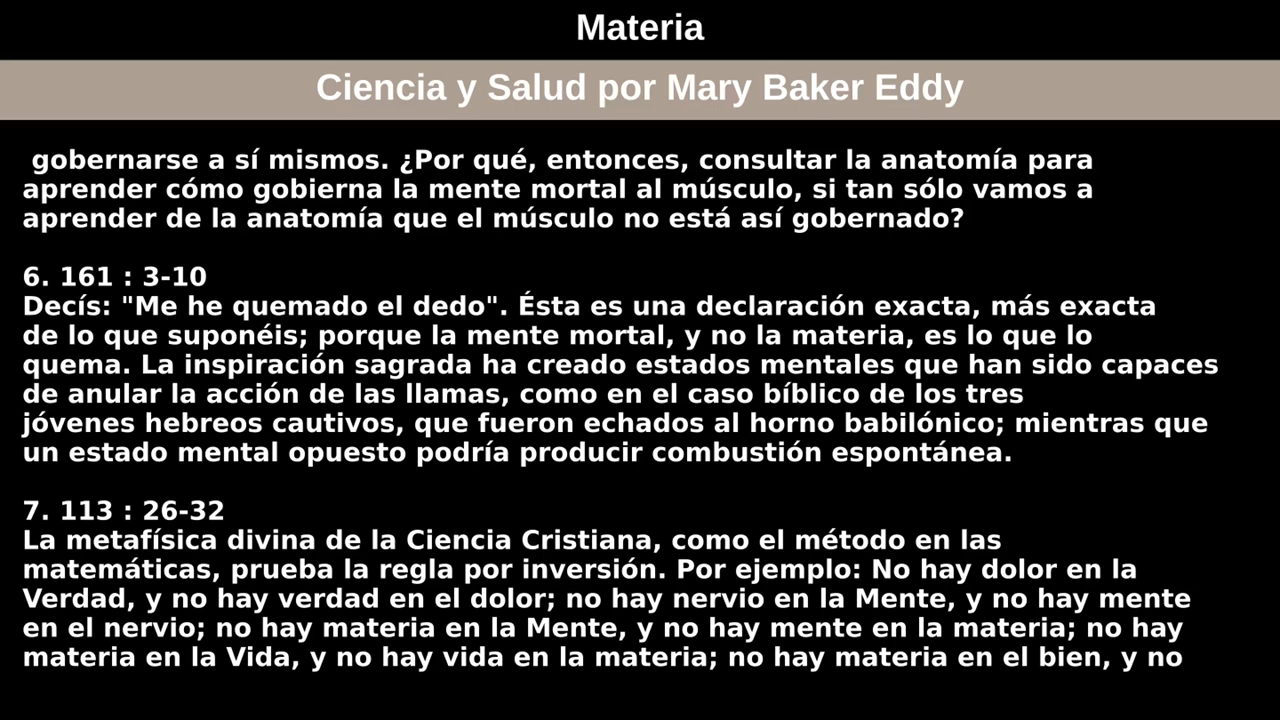 Materia
Ciencia y Salud por Mary Baker Eddy
gobernarse a sí mismos. ¿Por qué, entonces, consultar la anatomía para
aprender cómo gobierna la mente mortal al músculo, si tan sólo vamos a
aprender de la anatomía que el músculo no está así gobernado?
6. 161 : 3-10
Decís: "Me he quemado el dedo". Ésta es una declaración exacta, más exacta
de lo que suponéis; porque la mente mortal, y no la materia, es lo que lo
quema. La inspiración sagrada ha creado estados mentales que han sido capaces
de anular la acción de las llamas, como en el caso bíblico de los tres
jóvenes hebreos cautivos, que fueron echados al horno babilónico; mientras que
un estado mental opuesto podría producir combustión espontánea.
7. 113 : 26-32
La metafísica divina de la Ciencia Cristiana, como el método en las
matemáticas, prueba la regla por inversión. Por ejemplo: No hay dolor en la
Verdad, y no hay verdad en el dolor; no hay nervio en la Mente, y no hay mente
en el nervio; no hay materia en la Mente, y no hay mente en la materia; no hay
materia en la Vida, y no hay vida en la materia; no hay materia en el bien, y no